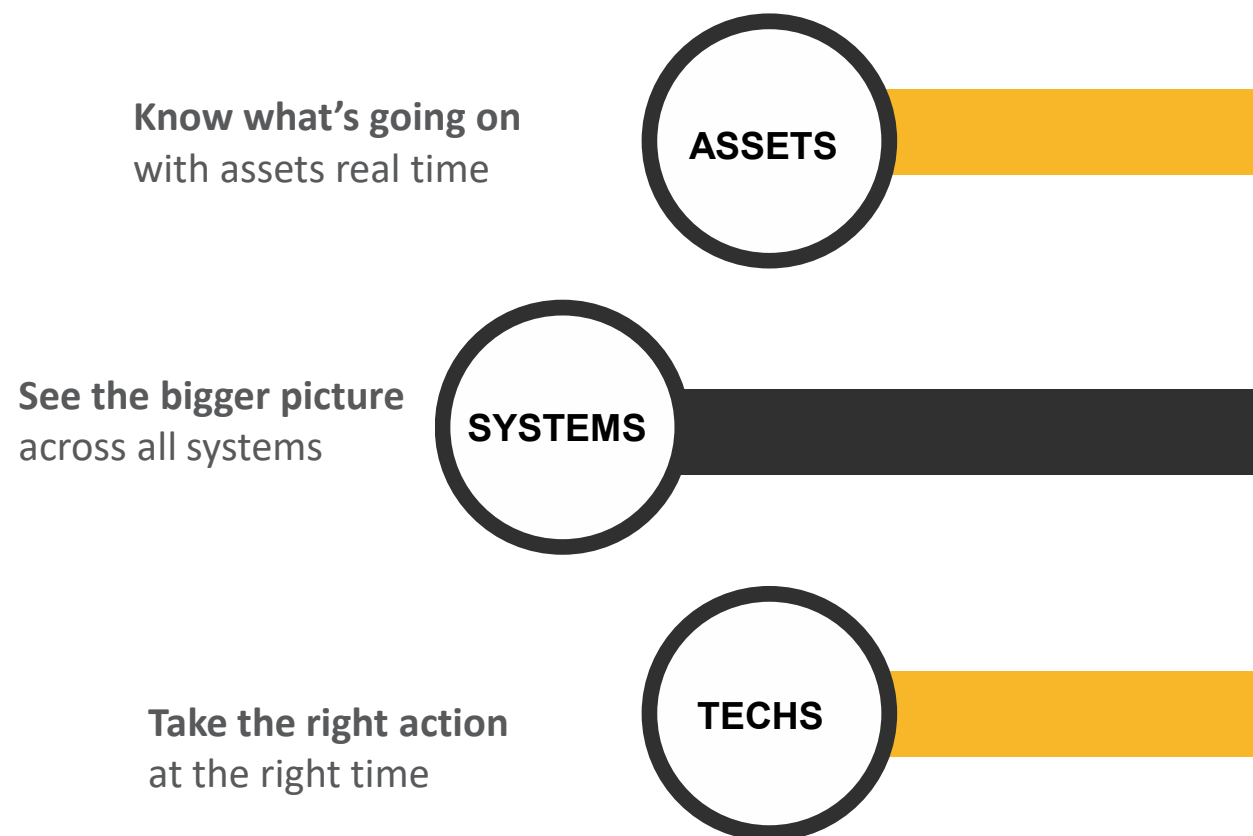 Know what's going on
with assets real time
ASSETS
See the bigger picture
across all systems
SYSTEMS
Take the right action
at the right time
TECHS